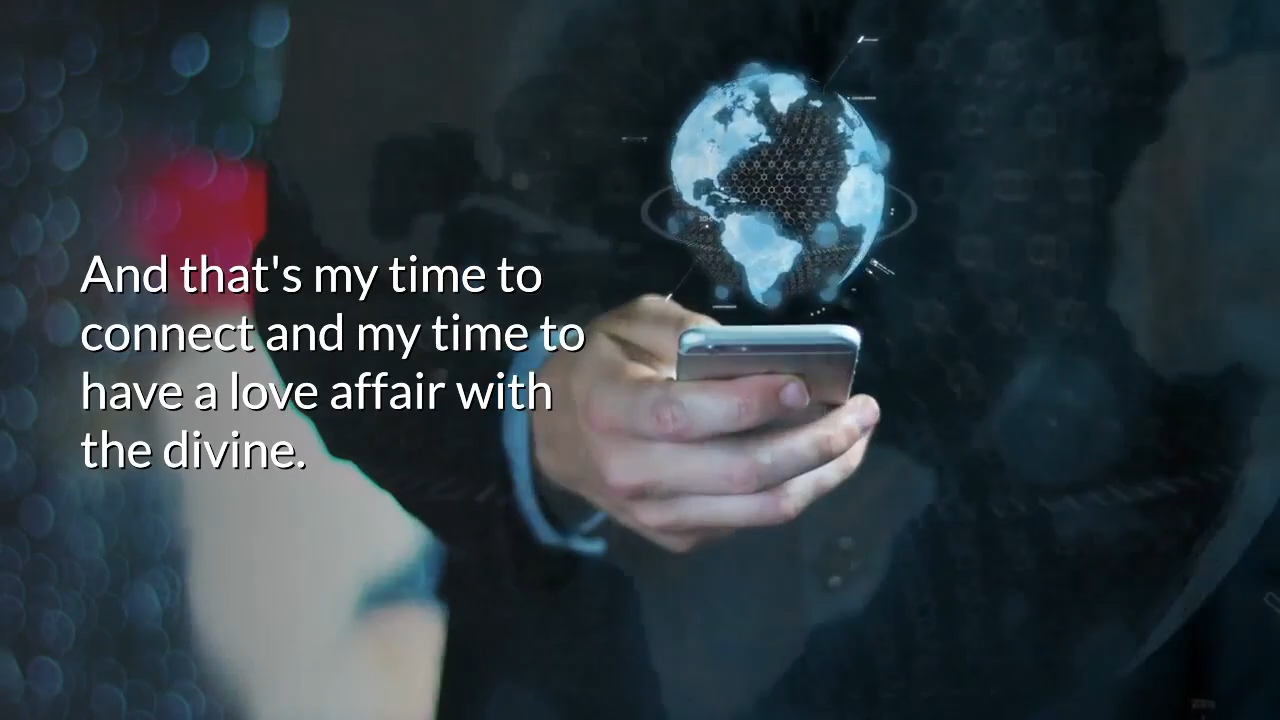 And that's my time to
connect and my time to
have a love affair with
the divine.